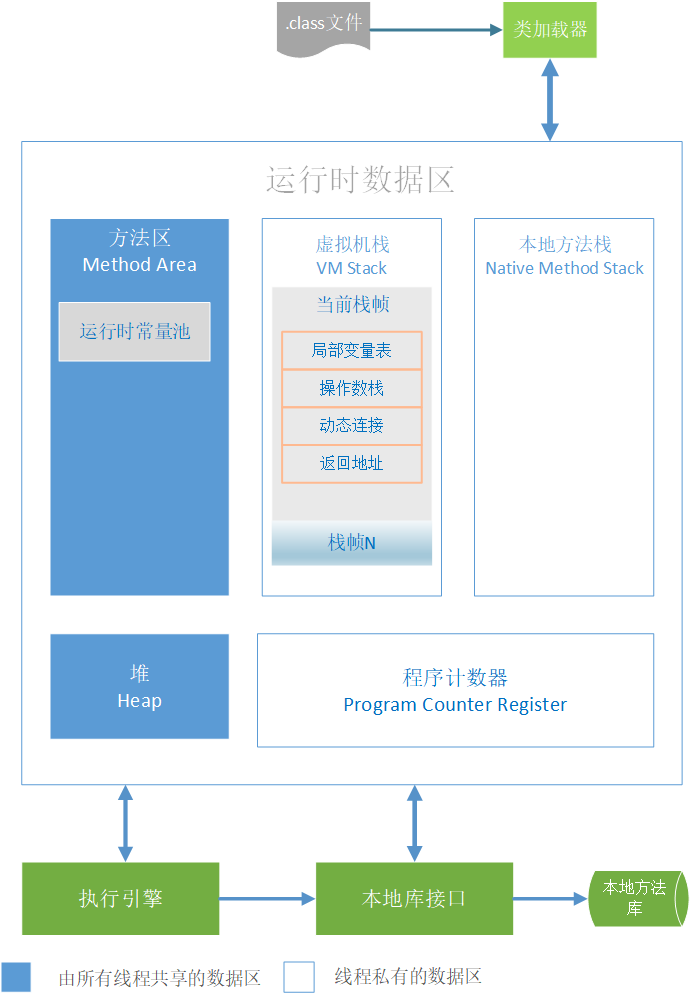 .class文件
类加载器
运行时数据区
方法区
Method Area
运行时常量池
虚拟机栈
VM Stack
当前栈帧
局部变量表
操作数栈
动态连接
返回地址
栈帧N
本地方法栈
Native Method Stack
堆
Heap
程序计数器
Program Counter Register
执行引擎
本地库接口
本地方法
库
由所有线程共享的数据区
线程私有的数据区